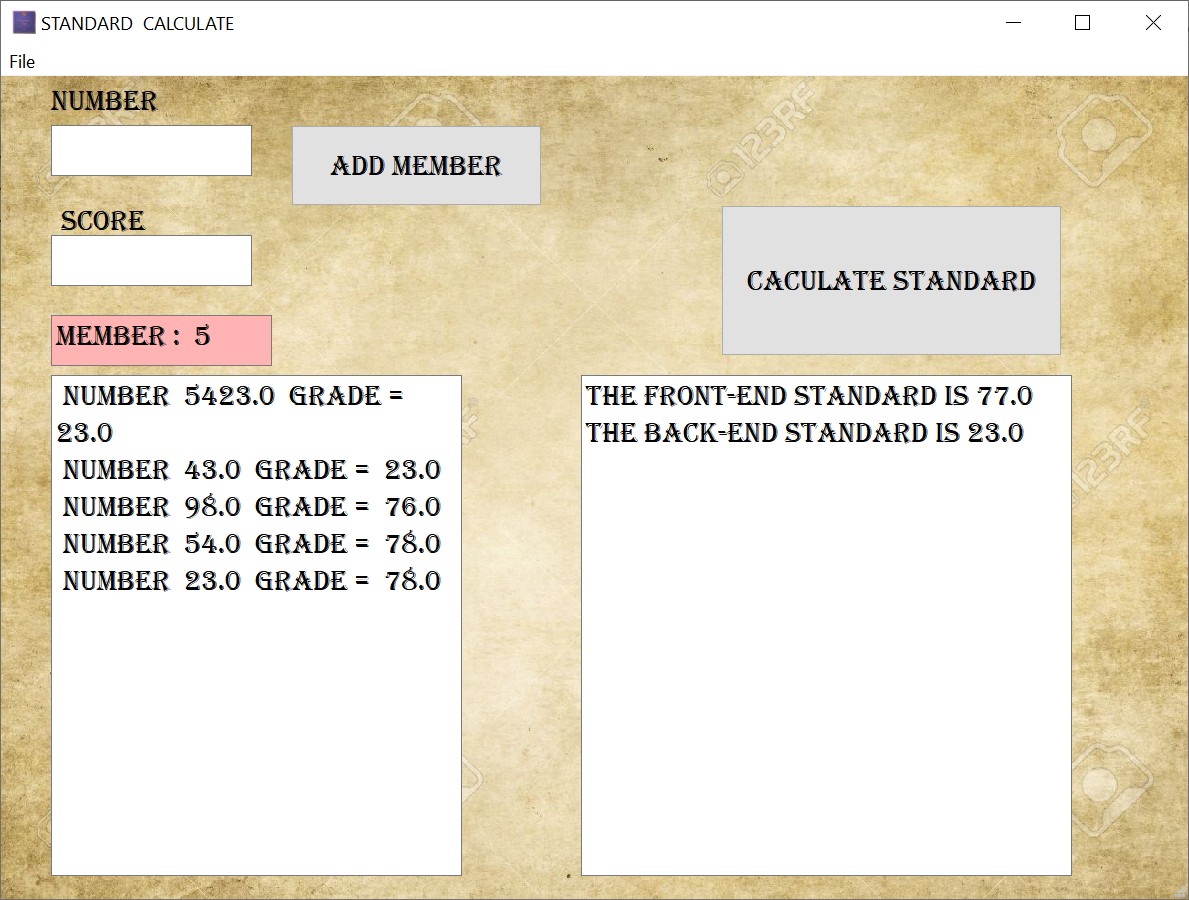 STANDARD CALCULATE
File
NUMBER
ADD MEMBER
SCORE
CACULATE STANDARD
MEMBER : 5
NUMBER 5423.0 GRADE =
23.0
NUMBER 43.0 GRADE = 23.0
NUMBER 98.0 GRADE = 76.0
NUMBER 54.0 GRADE = 78.0
NUMBER 23.0 GRADE = 78.0
THE FRONT-END STANDARD IS 77.0
THE BACK-END STANDARD IS 23.0
123RF
123RF